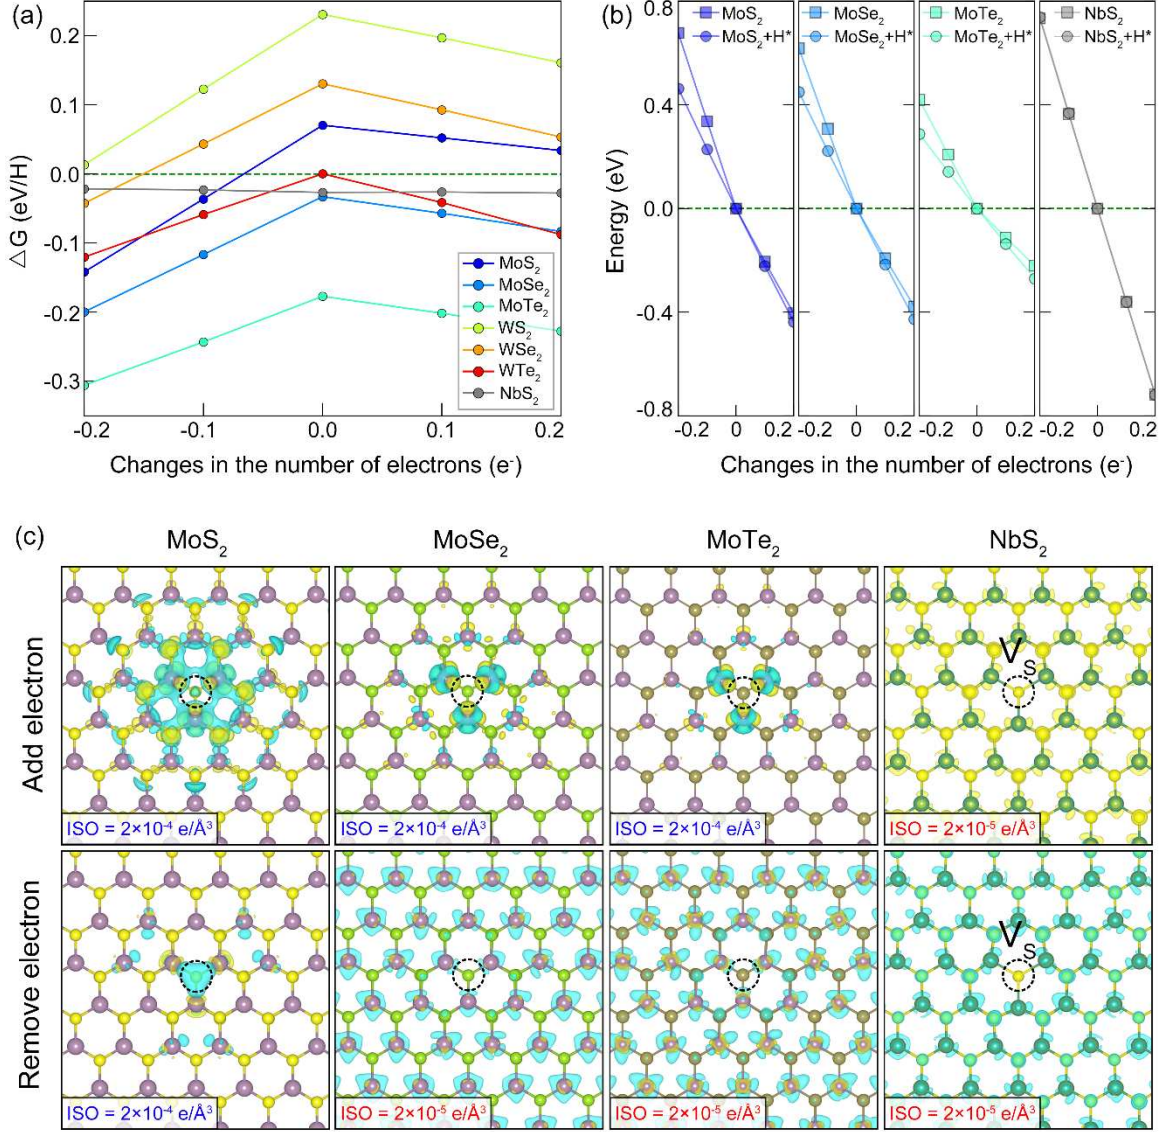 (a)
0.2
0.1
0.0
-0.1
-0.2
-0.3
△G (eV/H)
-0.2 -0.1 0.0 0.1 0.2
Changes in the number of electrons (e⁻)
MoS₂
MoSe₂
MoTe₂
WS₂
WSe₂
WTe₂
NbS₂
(b)
0.8
0.4
0.0
-0.4
-0.8
Energy (eV)
MoS₂
MoS₂+H*
MoSe₂
MoSe₂+H*
MoTe₂
MoTe₂+H*
NbS₂
NbS₂+H*
-0.2 0 0.2 -0.2 0 0.2 -0.2 0 0.2 -0.2 0 0.2
Changes in the number of electrons (e⁻)
(c)
MoS₂ MoSe₂ MoTe₂ NbS₂
Add electron
V_S
ISO = 2×10⁻⁴ e/Å³
ISO = 2×10⁻⁴ e/Å³
ISO = 2×10⁻⁴ e/Å³
ISO = 2×10⁻⁵ e/Å³
Remove electron
V_S
ISO = 2×10⁻⁴ e/Å³
ISO = 2×10⁻⁵ e/Å³
ISO = 2×10⁻⁵ e/Å³
ISO = 2×10⁻⁵ e/Å³